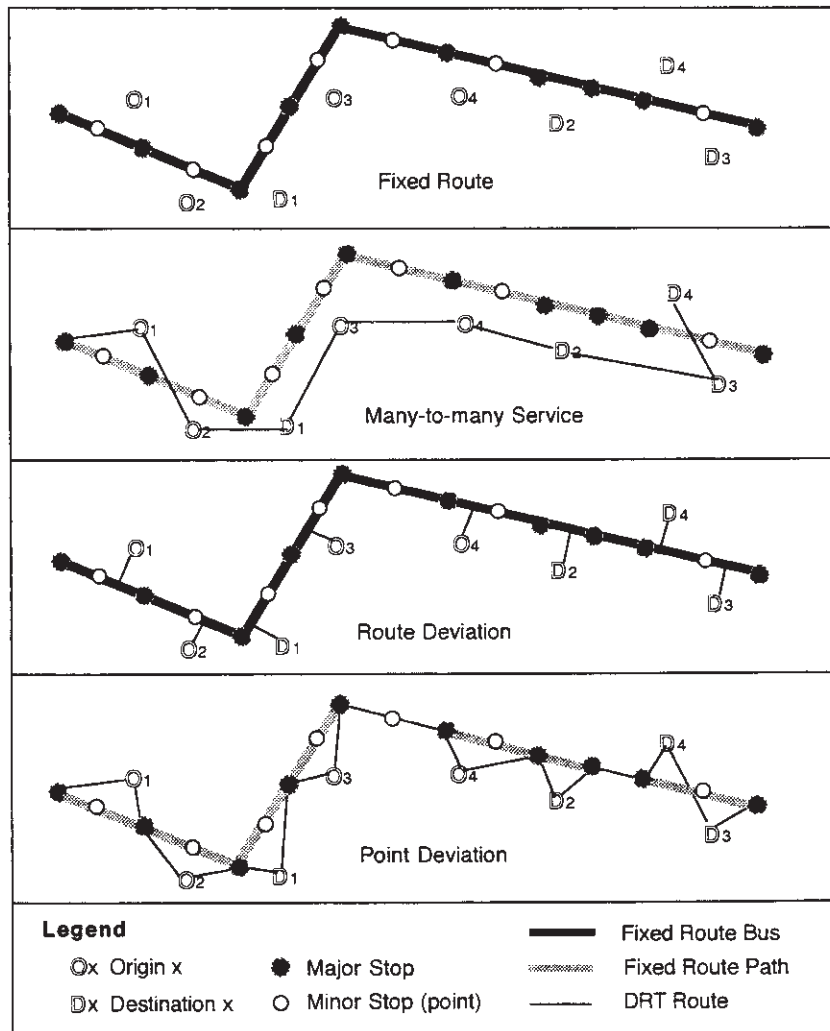 O1
O3
O4
D4
D2
D3
Fixed Route
O2
D1
D4
O1
O3
O4
D2
D3
Many-to-many Service
O2
D1
O1
O3
O4
D4
D2
D3
Route Deviation
O2
D1
D4
O1
O3
O4
D2
D3
Point Deviation
O2
D1
Legend
Ox Origin x
Major Stop
Fixed Route Bus
Fixed Route Path
Dx Destination x
Minor Stop (point)
DRT Route